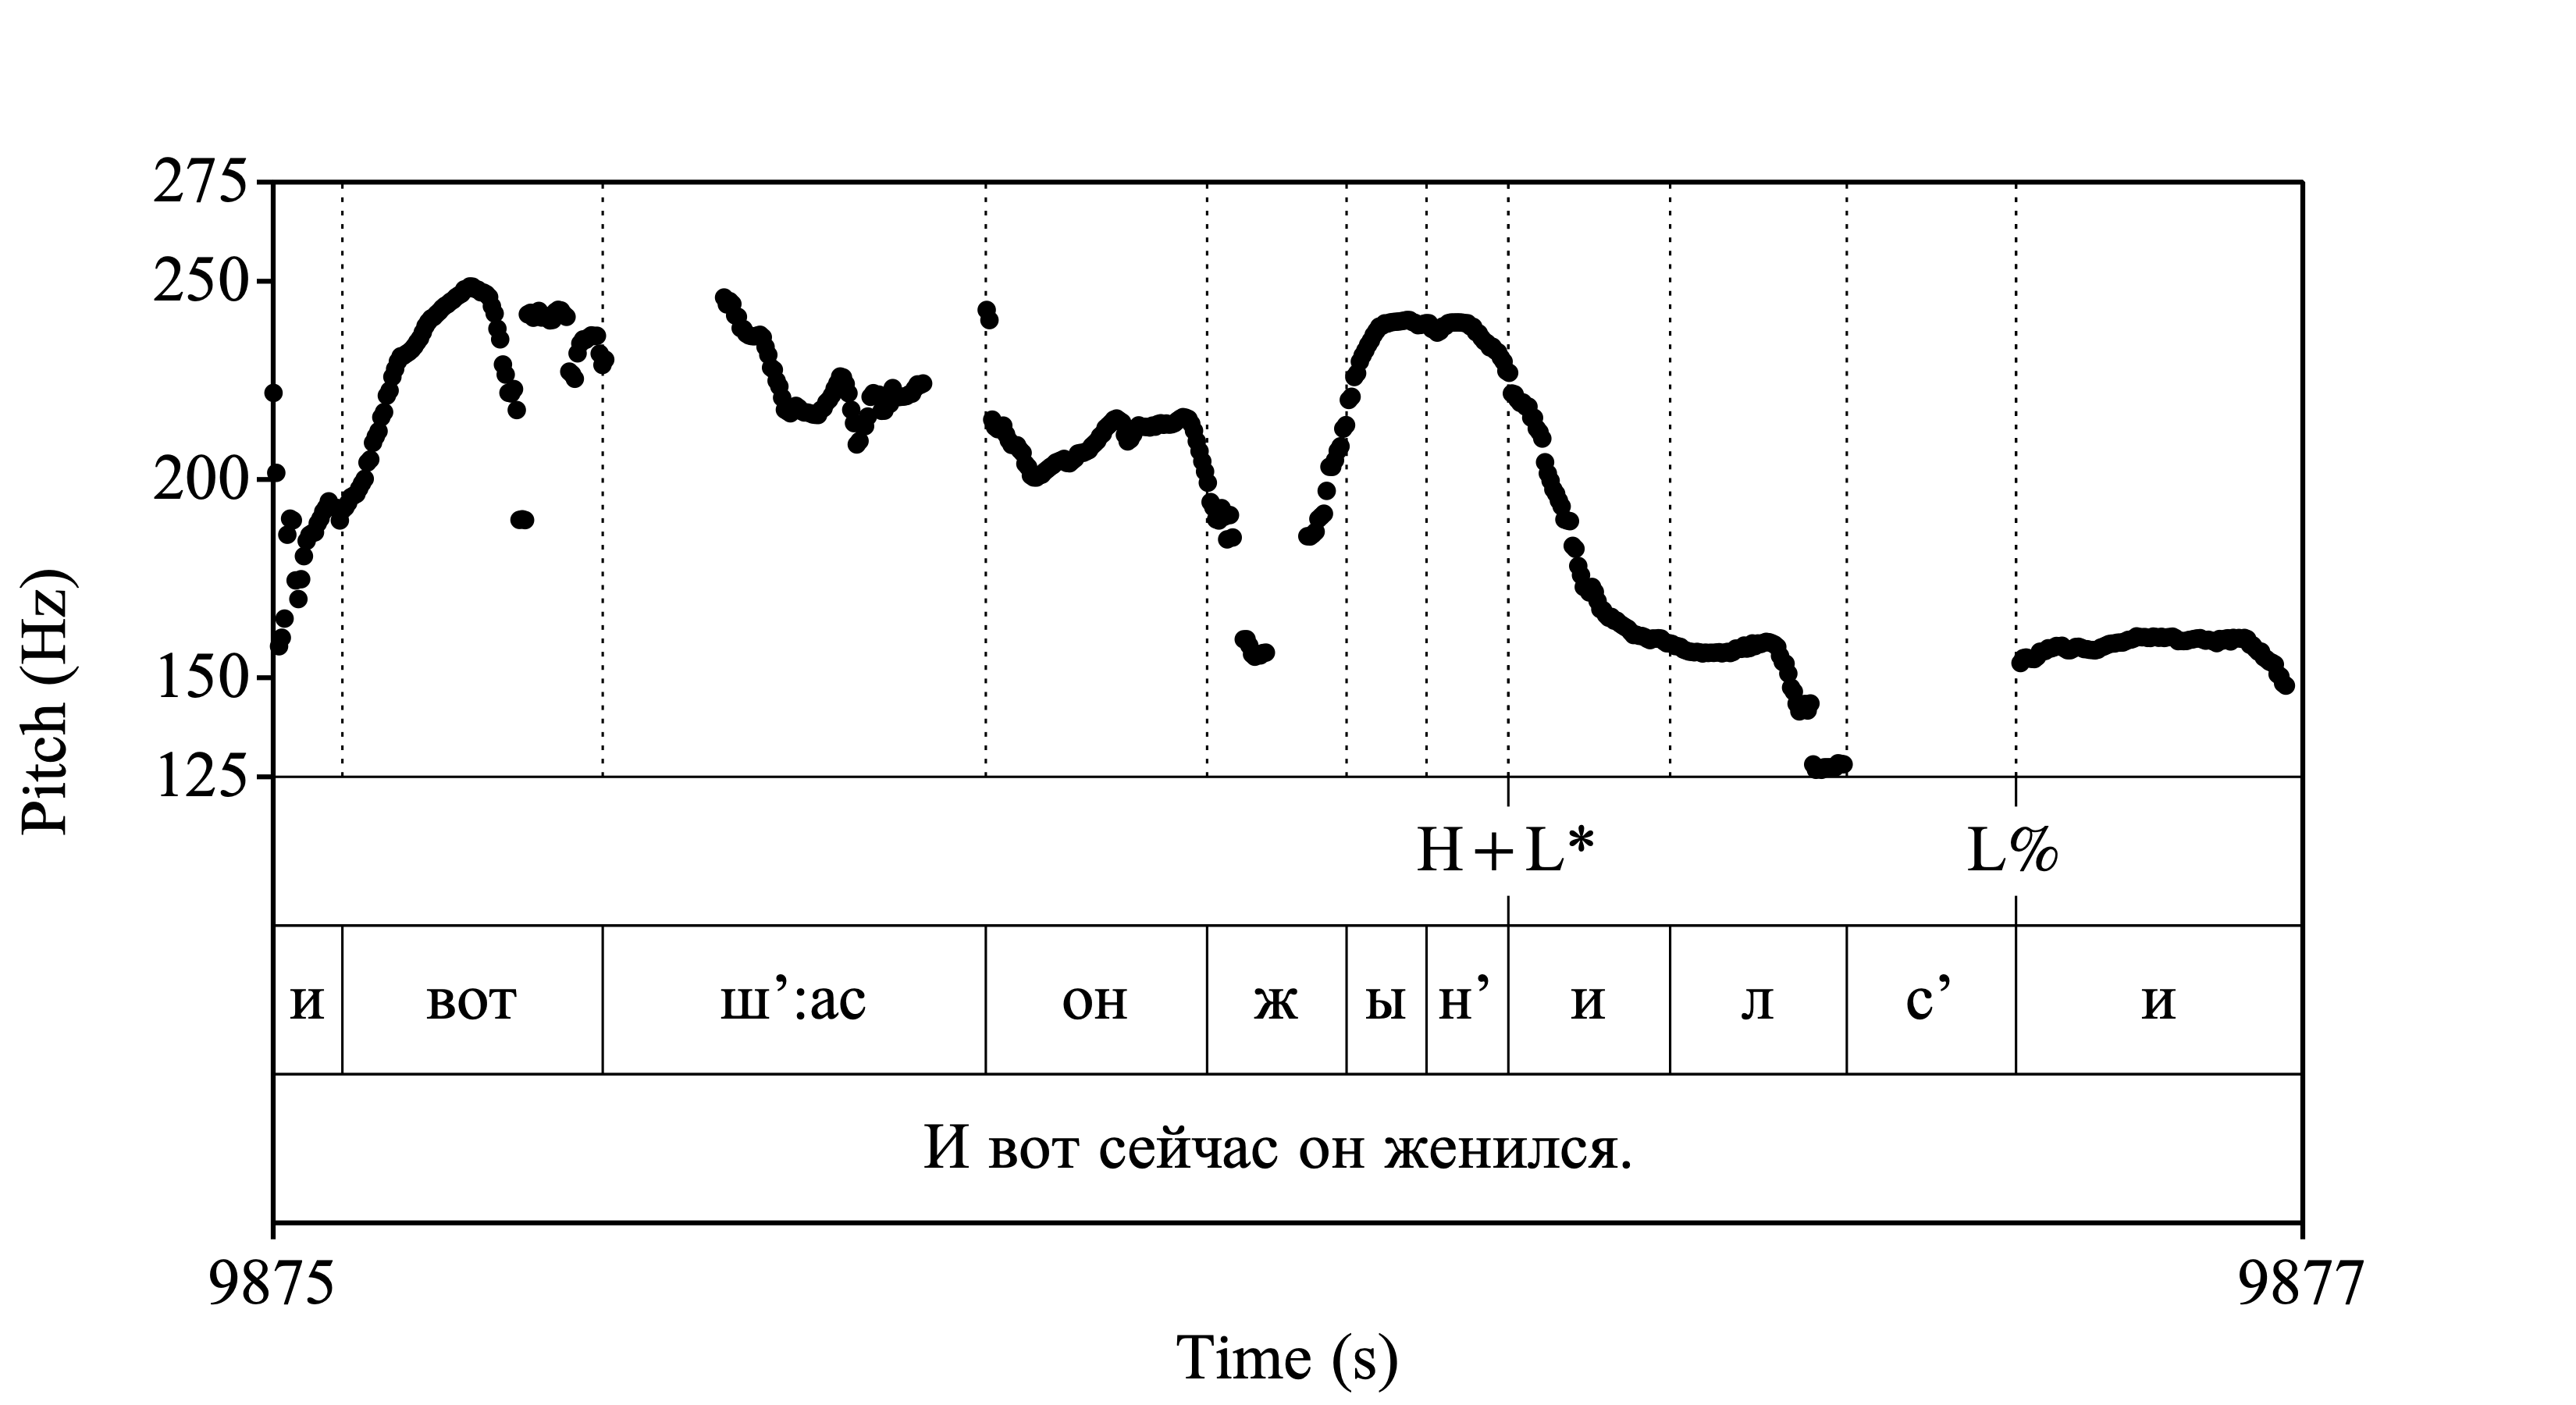 275
250
200
150
125
Pitch (Hz)
H+L* L%
и вот ш’:ас он ж ы н’ и л с’ и
И вот сейчас он женился.
9875 9877
Time (s)